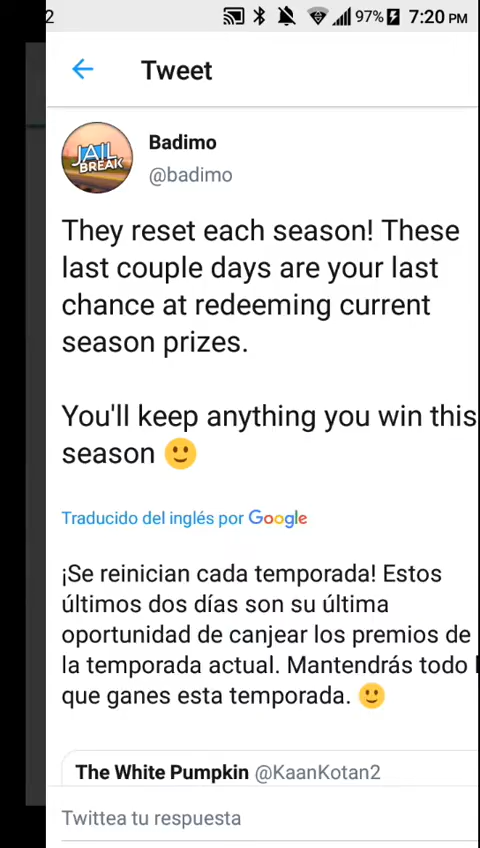 2
97% 7:20 PM
Tweet
JAIL
BREAK
Badimo
@badimo
They reset each season! These
last couple days are your last
chance at redeeming current
season prizes.
You'll keep anything you win this
season 🙂
Traducido del inglés por Google
¡Se reinician cada temporada! Estos
últimos dos días son su última
oportunidad de canjear los premios de
la temporada actual. Mantendrás todo l
que ganes esta temporada. 🙂
The White Pumpkin @KaanKotan2
Twittea tu respuesta